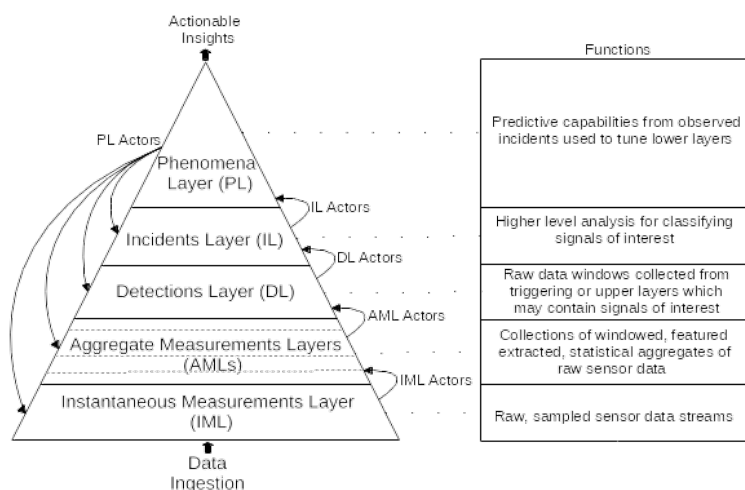 Actionable
Insights
Functions
PL Actors
Predictive capabilities from observed
incidents used to tune lower layers
Phenomena
Layer (PL)
IL Actors
Incidents Layer (IL)
Higher level analysis for classifying
signals of interest
DL Actors
Detections Layer (DL)
Raw data windows collected from
triggering or upper layers which
may contain signals of interest
AML Actors
Aggregate Measurements Layers
(AMLs)
Collections of windowed, featured
extracted, statistical aggregates of
raw sensor data
IML Actors
Instantaneous Measurements Layer
(IML)
Raw, sampled sensor data streams
Data
Ingestion